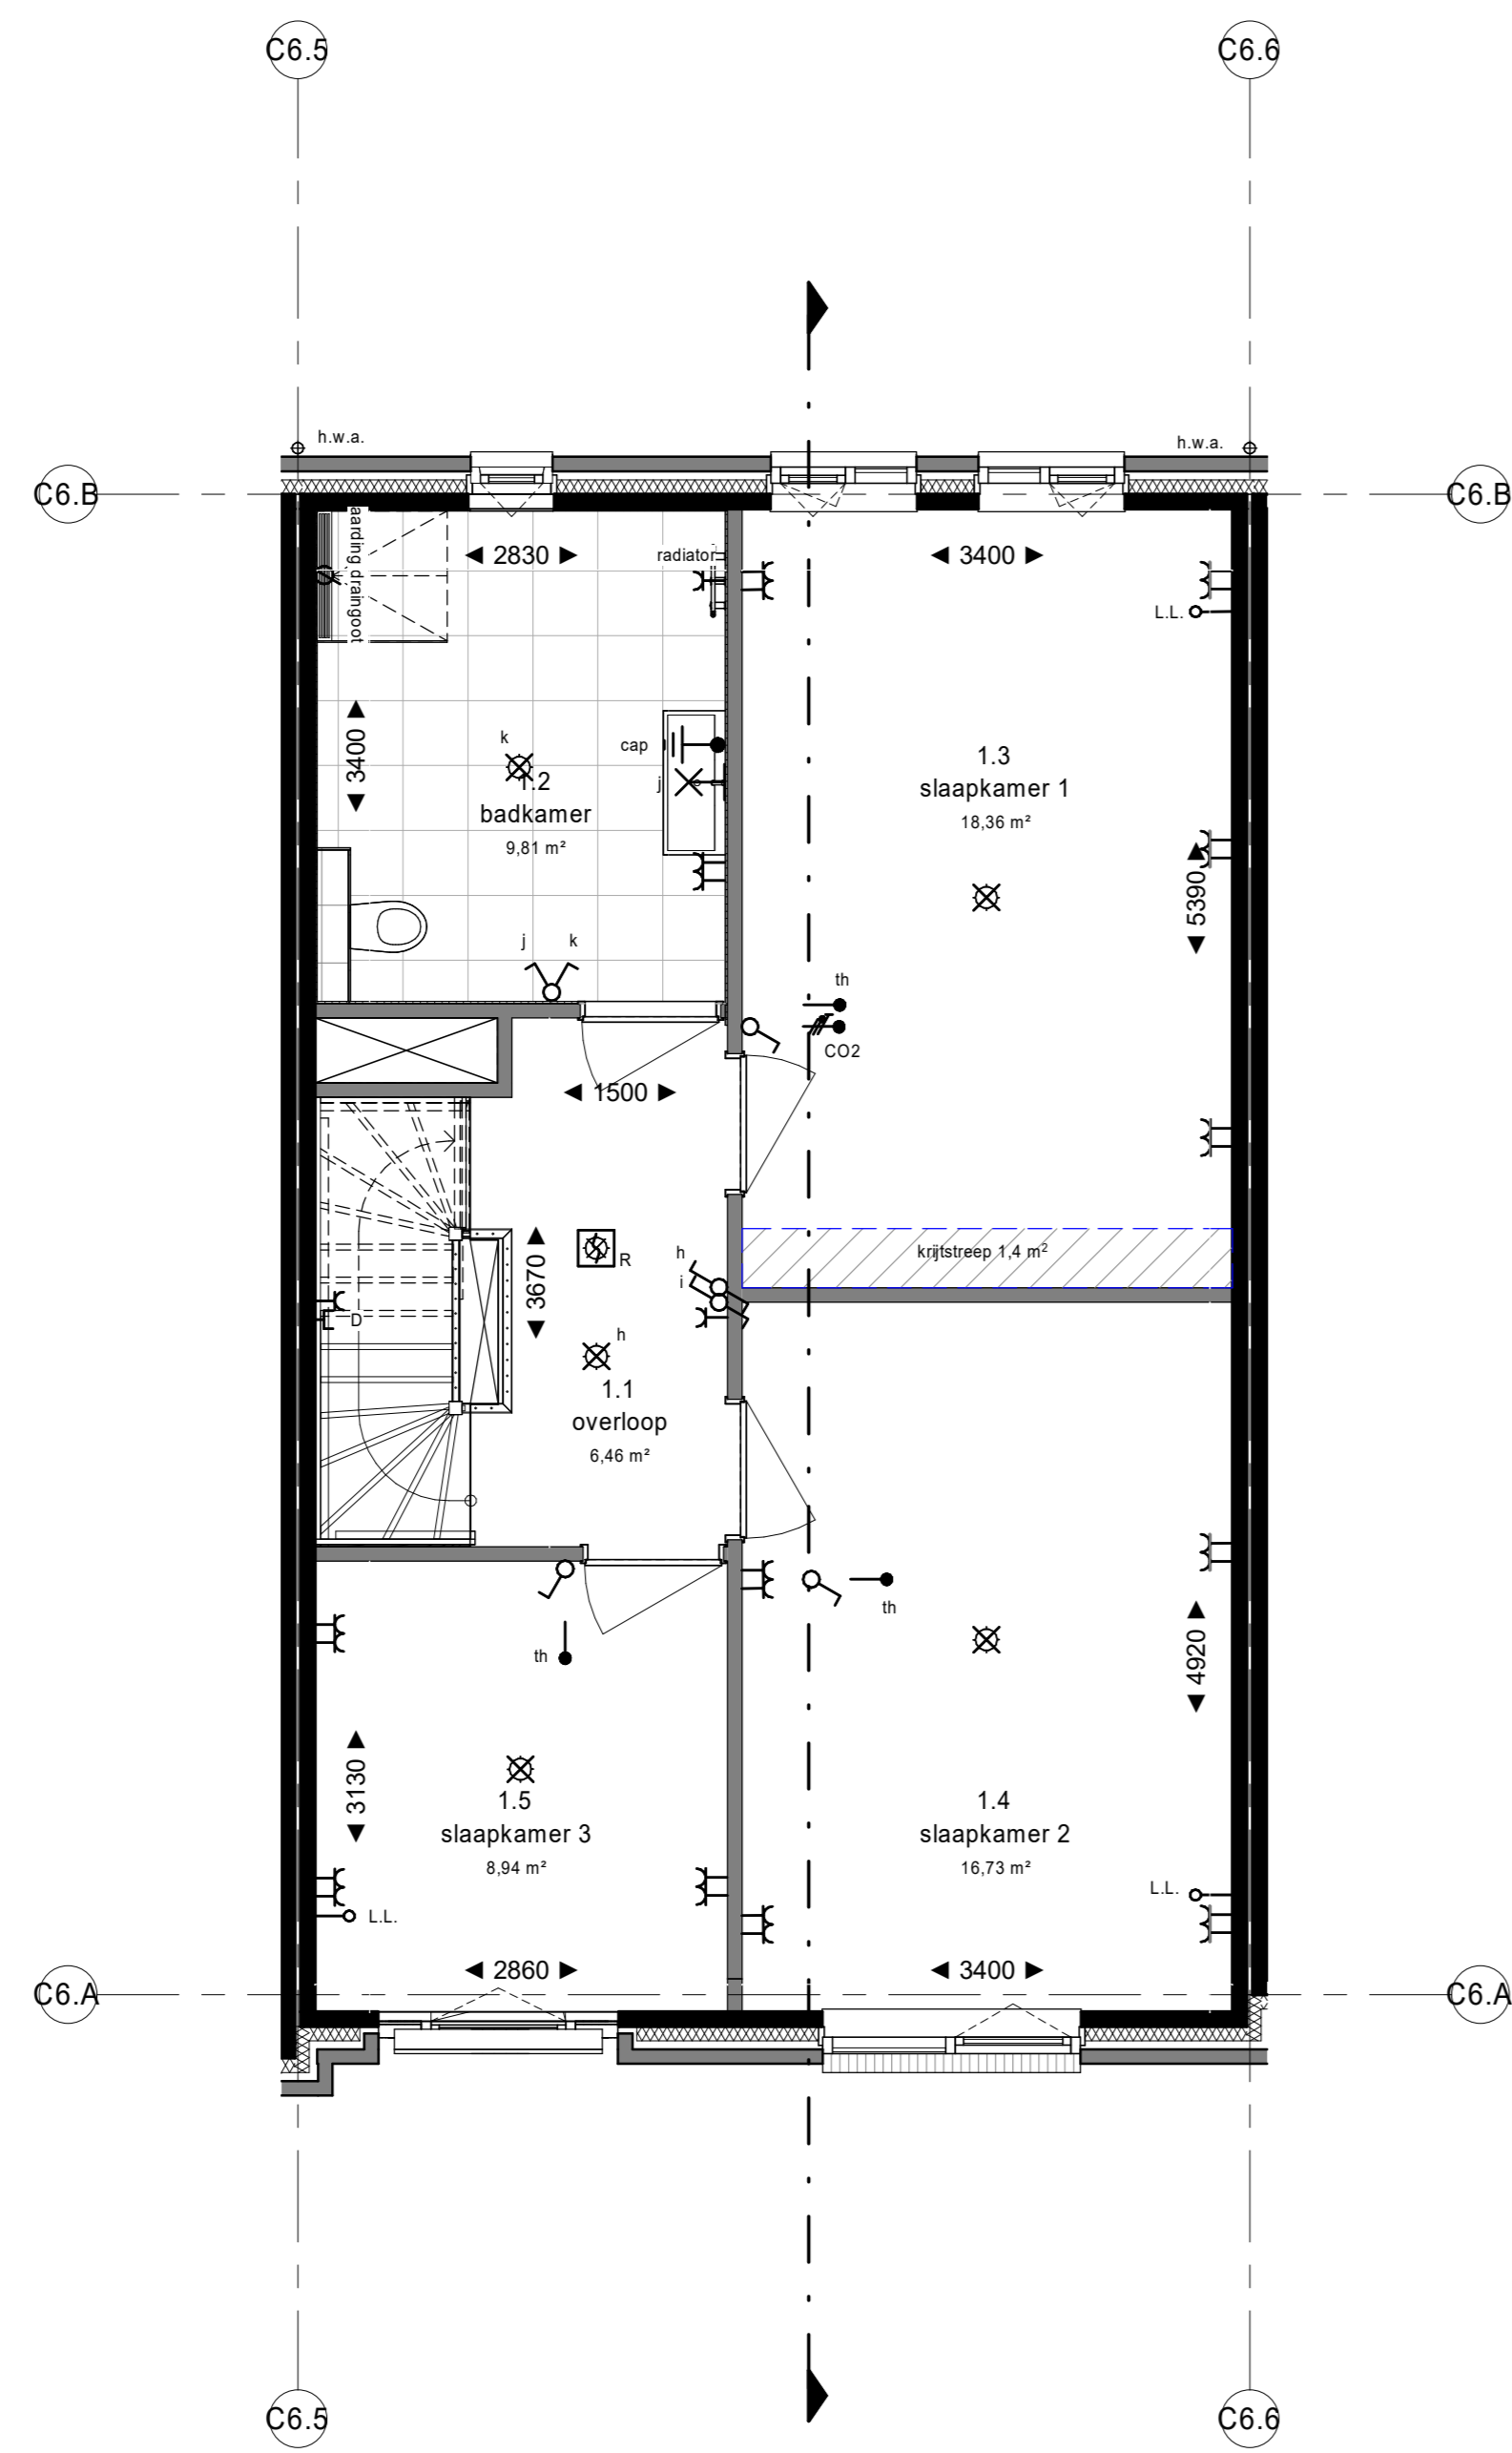 C6.5
C6.6
h.w.a.
h.w.a.
C6.B
C6.B
aarding draingoot
2830
radiator
3400
L.L.
3400
k
cap
j
1.2
badkamer
9,81 m²
1.3
slaapkamer 1
18,36 m²
5390
j
k
th
CO2
1500
3670
R
h
i
krijtstreep 1,4 m²
D
h
1.1
overloop
6,46 m²
th
th
4920
3130
1.5
slaapkamer 3
8,94 m²
1.4
slaapkamer 2
16,73 m²
L.L.
L.L.
2860
3400
C6.A
C6.A
C6.5
C6.6